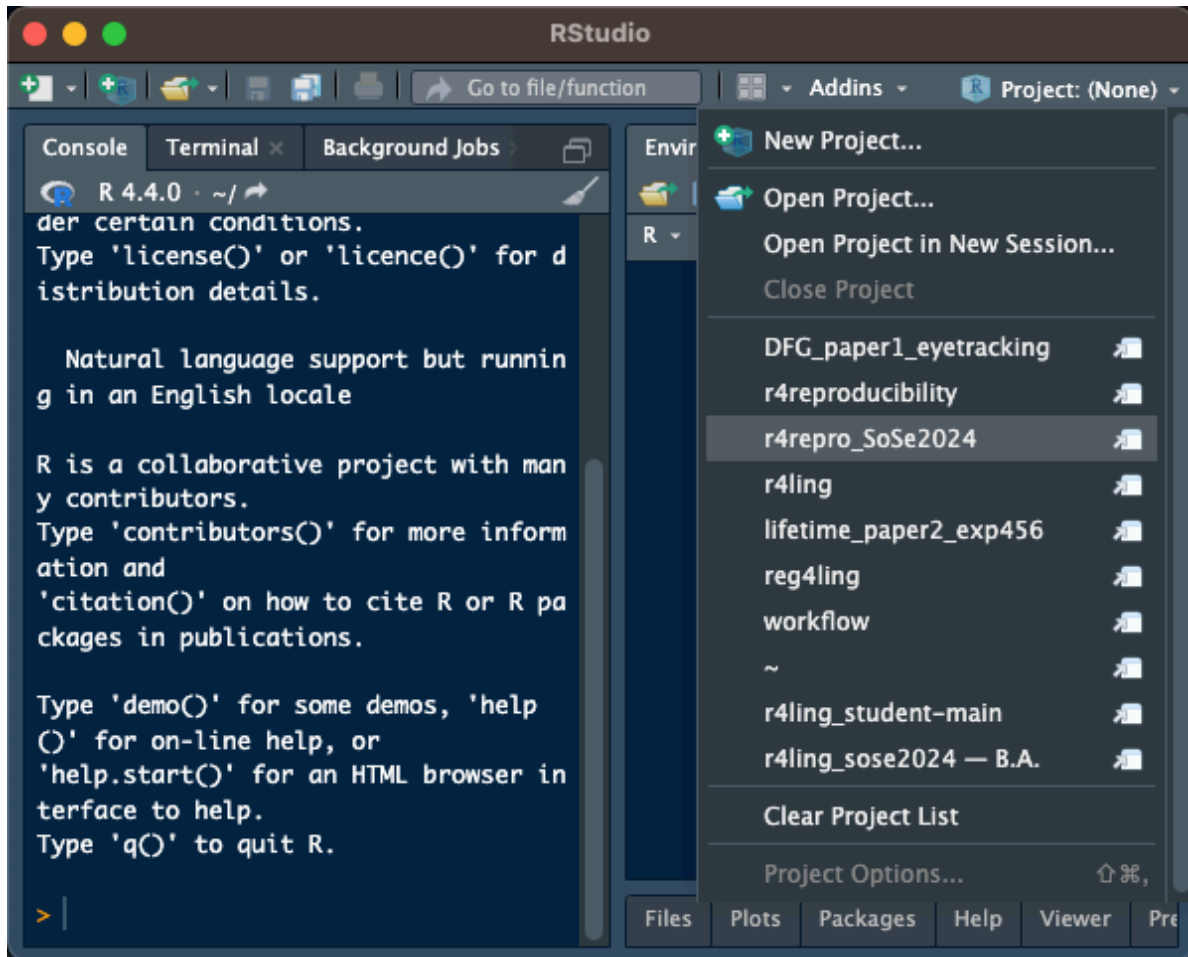 RStudio
Go to file/function
Addins
Project: (None)
Console Terminal Background Jobs
R 4.4.0 · ~/
der certain conditions.
Type 'license()' or 'licence()' for d
istribution details.
Natural language support but runnin
g in an English locale
R is a collaborative project with man
y contributors.
Type 'contributors()' for more inform
ation and
'citation()' on how to cite R or R pa
ckages in publications.
Type 'demo()' for some demos, 'help
()' for on-line help, or
'help.start()' for an HTML browser in
terface to help.
Type 'q()' to quit R.
>
Envir
R
New Project...
Open Project...
Open Project in New Session...
Close Project
DFG_paper1_eyetracking
r4reproducibility
r4repro_SoSe2024
r4ling
lifetime_paper2_exp456
reg4ling
workflow
~
r4ling_student-main
r4ling_sose2024 — B.A.
Clear Project List
Project Options... ⇧⌘,
Files Plots Packages Help Viewer Pre